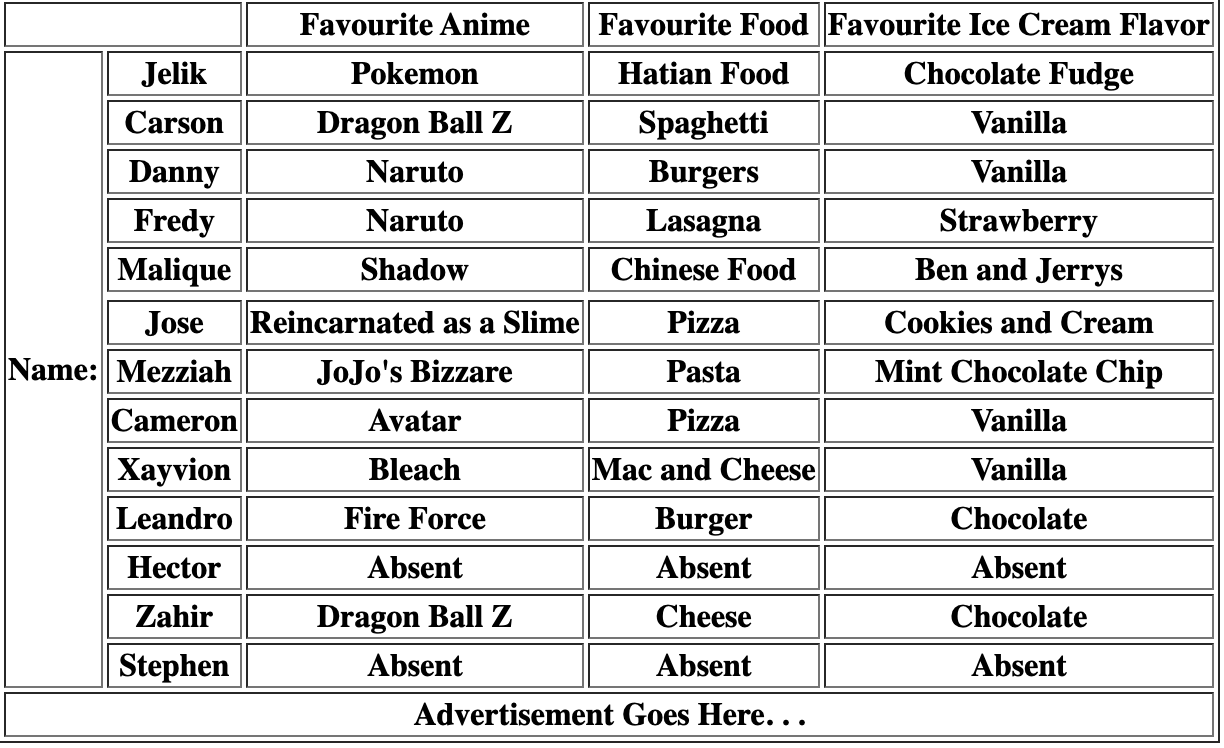 Favourite Anime Favourite Food Favourite Ice Cream Flavor
Jelik Pokemon Hatian Food Chocolate Fudge
Carson Dragon Ball Z Spaghetti Vanilla
Danny Naruto Burgers Vanilla
Fredy Naruto Lasagna Strawberry
Malique Shadow Chinese Food Ben and Jerrys
Jose Reincarnated as a Slime Pizza Cookies and Cream
Name: Mezziah JoJo's Bizzare Pasta Mint Chocolate Chip
Cameron Avatar Pizza Vanilla
Xayvion Bleach Mac and Cheese Vanilla
Leandro Fire Force Burger Chocolate
Hector Absent Absent Absent
Zahir Dragon Ball Z Cheese Chocolate
Stephen Absent Absent Absent
Advertisement Goes Here. . .